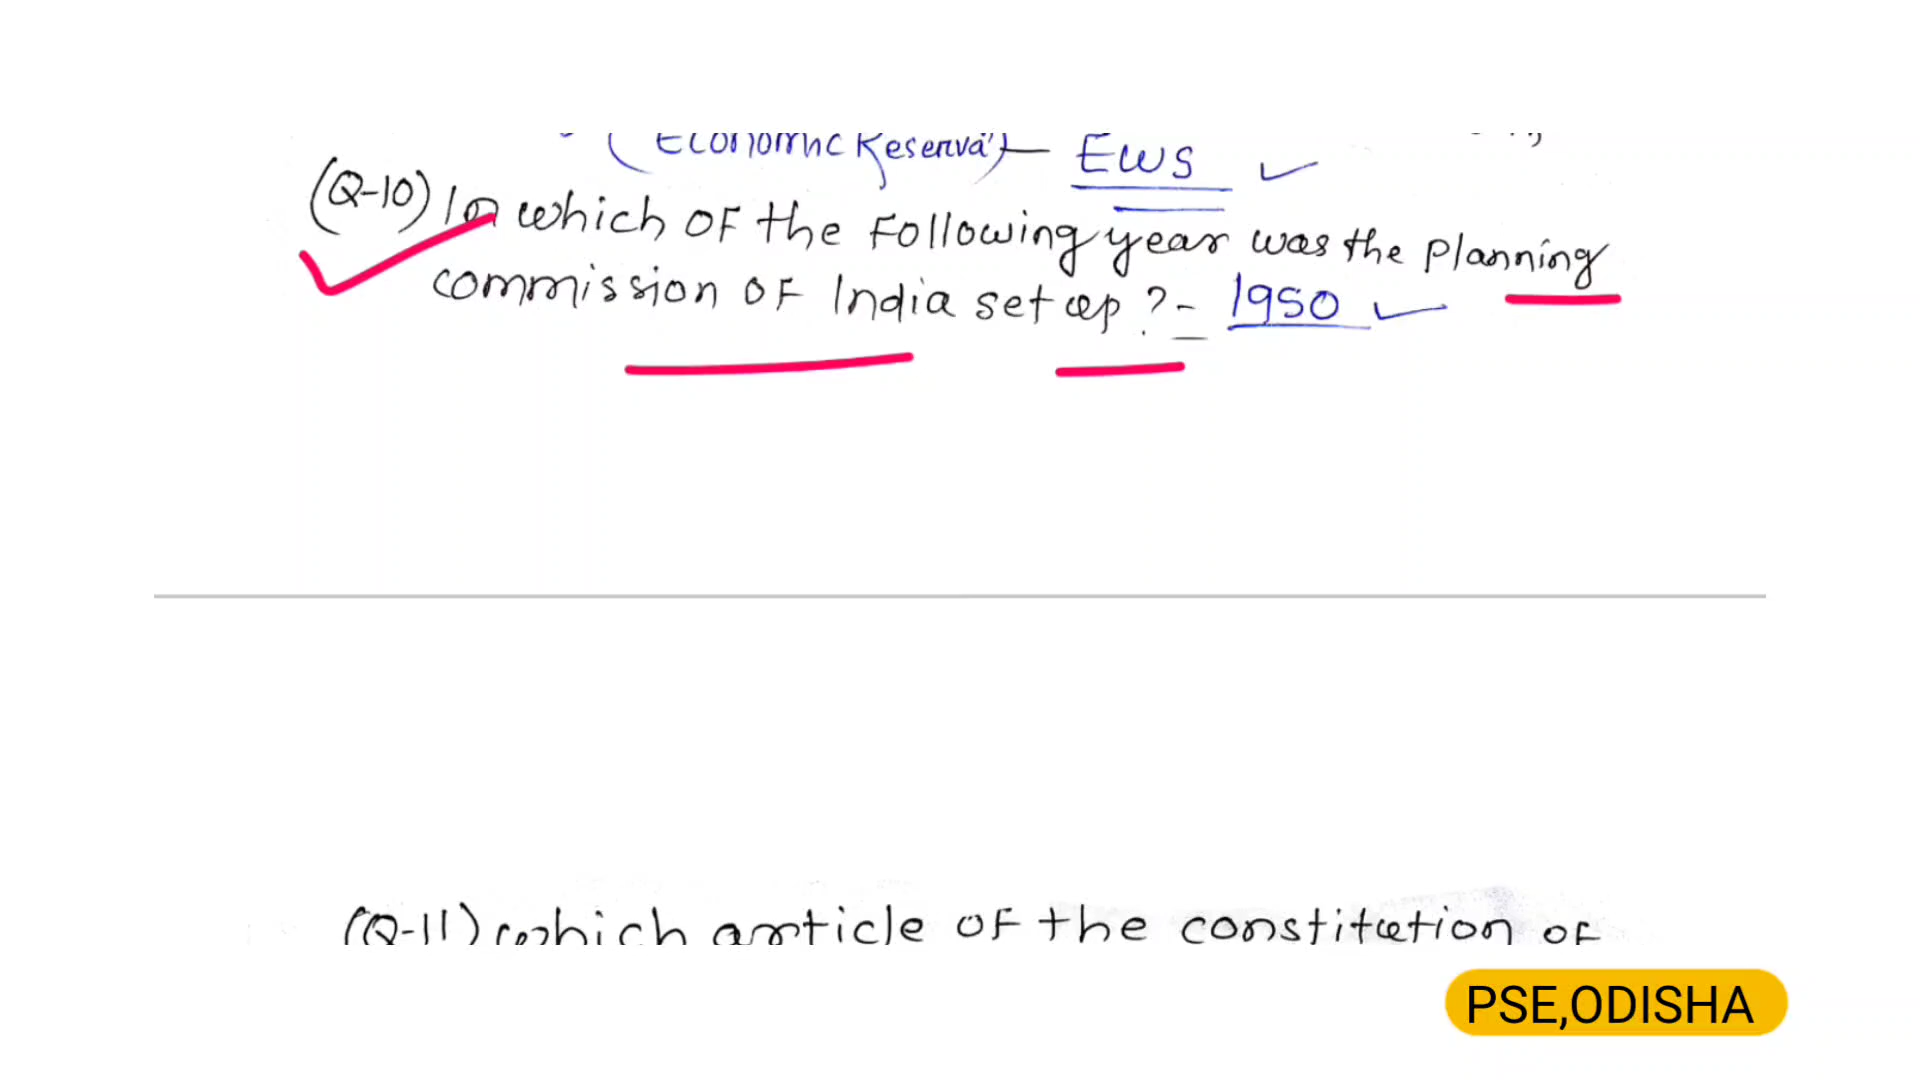 (Economic Reserva')— EWS
(Q-10) In which OF the Following year was the Planning
commission OF India set up? - 1950
(Q-11) which article OF the constitution OF
PSE,ODISHA